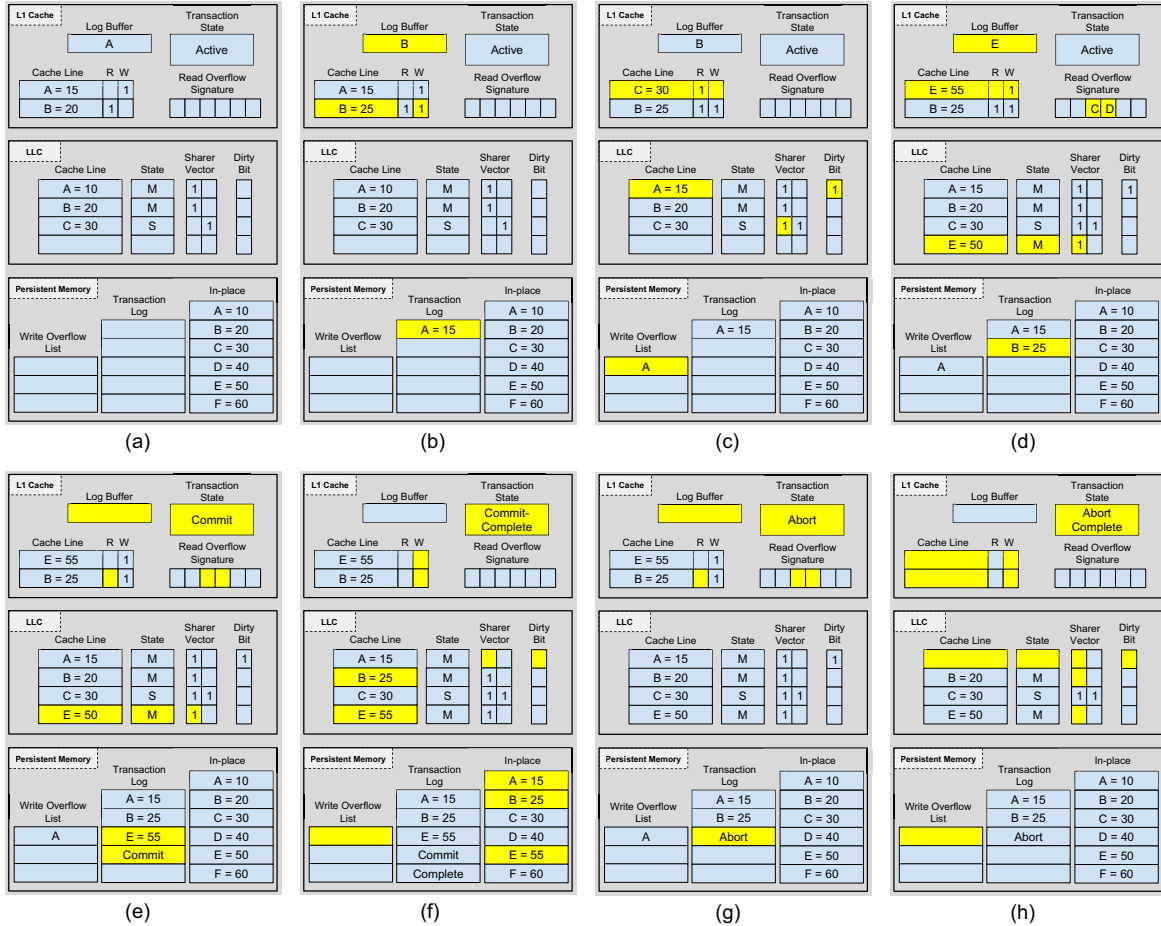 L1 Cache
Log Buffer
A
Transaction
State
Active
Cache Line R W
A = 15 1
B = 20 1
Read Overflow
Signature
LLC
Cache Line State Sharer Vector Dirty Bit
A = 10 M 1
B = 20 M 1
C = 30 S 1
Persistent Memory
Write Overflow
List
Transaction
Log
In-place
A = 10
B = 20
C = 30
D = 40
E = 50
F = 60
(a)
L1 Cache
Log Buffer
B
Transaction
State
Active
Cache Line R W
A = 15 1
B = 25 1 1
Read Overflow
Signature
LLC
Cache Line State Sharer Vector Dirty Bit
A = 10 M 1
B = 20 M 1
C = 30 S 1
Persistent Memory
Write Overflow
List
Transaction
Log
A = 15
In-place
A = 10
B = 20
C = 30
D = 40
E = 50
F = 60
(b)
L1 Cache
Log Buffer
B
Transaction
State
Active
Cache Line R W
C = 30 1
B = 25 1 1
Read Overflow
Signature
LLC
Cache Line State Sharer Vector Dirty Bit
A = 15 M 1 1
B = 20 M 1
C = 30 S 1 1
Persistent Memory
Write Overflow
List
A
Transaction
Log
A = 15
In-place
A = 10
B = 20
C = 30
D = 40
E = 50
F = 60
(c)
L1 Cache
Log Buffer
E
Transaction
State
Active
Cache Line R W
E = 55 1
B = 25 1 1
Read Overflow
Signature
C D
LLC
Cache Line State Sharer Vector Dirty Bit
A = 15 M 1 1
B = 20 M 1
C = 30 S 1 1
E = 50 M 1
Persistent Memory
Write Overflow
List
A
Transaction
Log
A = 15
B = 25
In-place
A = 10
B = 20
C = 30
D = 40
E = 50
F = 60
(d)
L1 Cache
Log Buffer
Transaction
State
Commit
Cache Line R W
E = 55 1
B = 25 1
Read Overflow
Signature
LLC
Cache Line State Sharer Vector Dirty Bit
A = 15 M 1 1
B = 20 M 1
C = 30 S 1 1
E = 50 M 1
Persistent Memory
Write Overflow
List
A
Transaction
Log
A = 15
B = 25
E = 55
Commit
In-place
A = 10
B = 20
C = 30
D = 40
E = 50
F = 60
(e)
L1 Cache
Log Buffer
Transaction
State
Commit-
Complete
Cache Line R W
E = 55
B = 25
Read Overflow
Signature
LLC
Cache Line State Sharer Vector Dirty Bit
A = 15 M
B = 25 M 1
C = 30 S 1 1
E = 55 M 1
Persistent Memory
Write Overflow
List
Transaction
Log
A = 15
B = 25
E = 55
Commit
Complete
In-place
A = 15
B = 25
C = 30
D = 40
E = 55
F = 60
(f)
L1 Cache
Log Buffer
Transaction
State
Abort
Cache Line R W
E = 55 1
B = 25 1
Read Overflow
Signature
LLC
Cache Line State Sharer Vector Dirty Bit
A = 15 M 1 1
B = 20 M 1
C = 30 S 1 1
E = 50 M 1
Persistent Memory
Write Overflow
List
A
Transaction
Log
A = 15
B = 25
Abort
In-place
A = 10
B = 20
C = 30
D = 40
E = 50
F = 60
(g)
L1 Cache
Log Buffer
Transaction
State
Abort
Complete
Cache Line R W
Read Overflow
Signature
LLC
Cache Line State Sharer Vector Dirty Bit
B = 20 M
C = 30 S 1 1
E = 50 M
Persistent Memory
Write Overflow
List
Transaction
Log
A = 15
B = 25
Abort
In-place
A = 10
B = 20
C = 30
D = 40
E = 50
F = 60
(h)